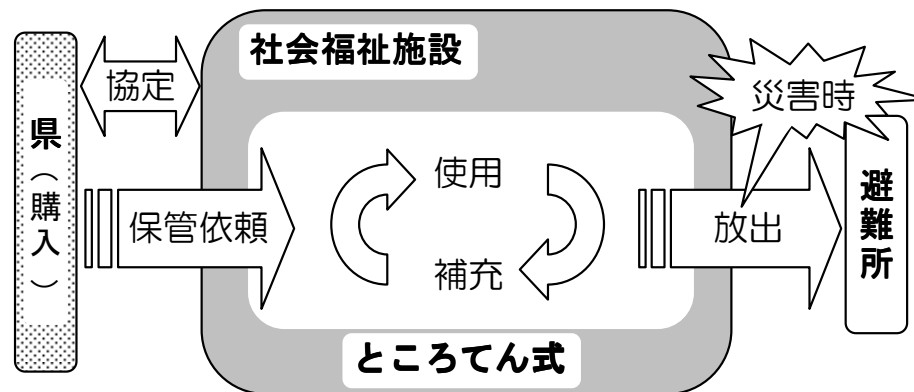 社会福祉施設
協定
災害時
県（購入）
保管依頼
使用
補充
放出
避難所
ところてん式